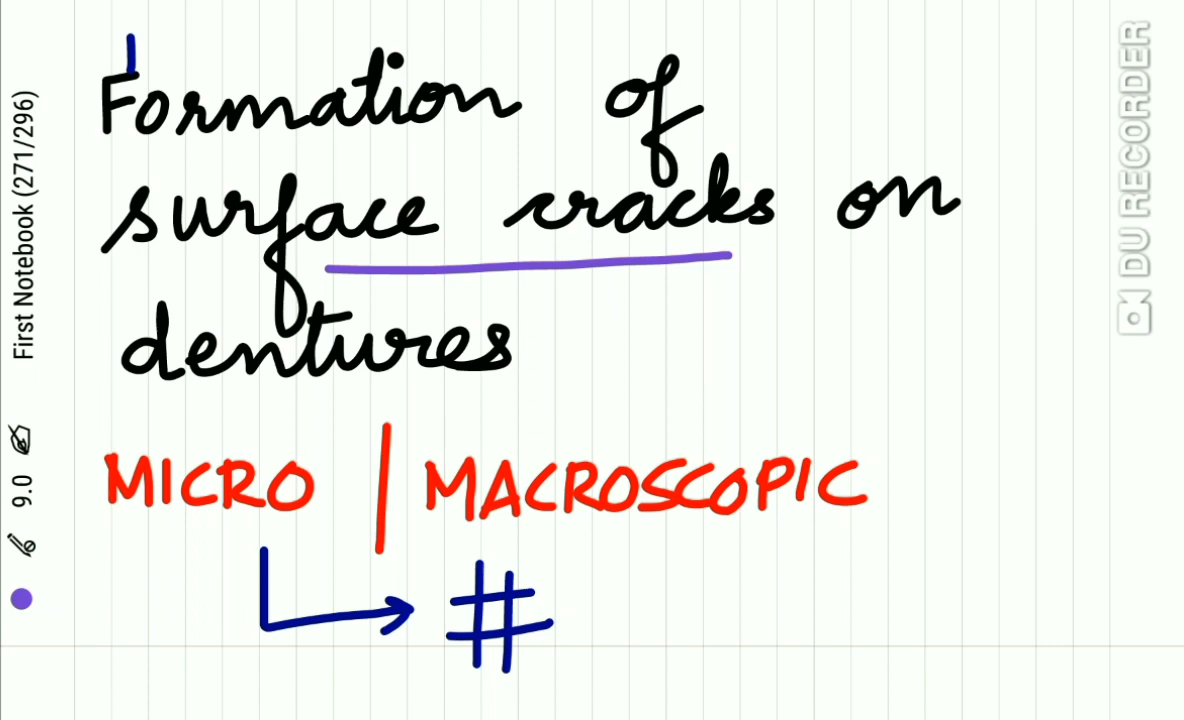 Formation of
surface cracks on
dentures
MICRO | MACROSCOPIC
#
First Notebook (271/296)
9.0
DU RECORDER